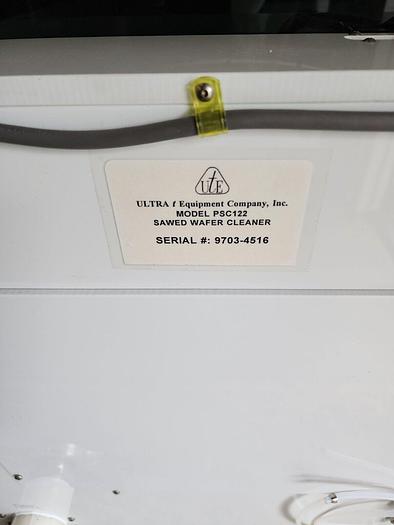 UtE
ULTRA t Equipment Company, Inc.
MODEL PSC122
SAWED WAFER CLEANER
SERIAL #: 9703-4516